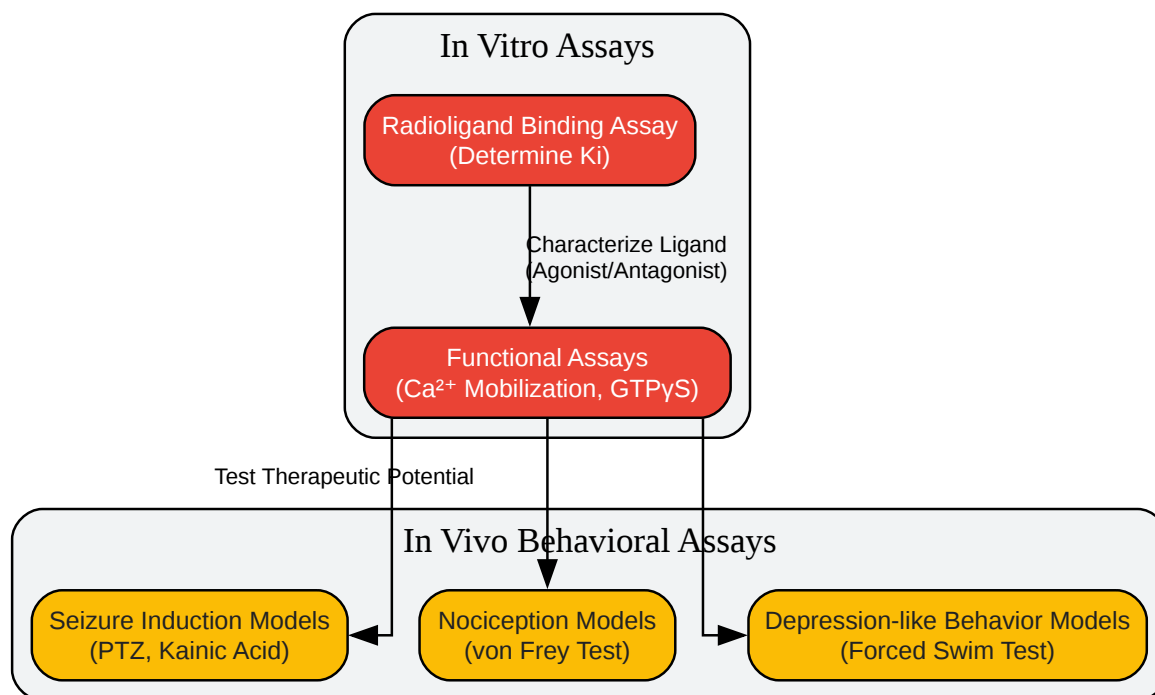 In Vitro Assays
Radioligand Binding Assay
(Determine Ki)
Characterize Ligand
(Agonist/Antagonist)
Functional Assays
(Ca²⁺ Mobilization, GTPγS)
Test Therapeutic Potential
In Vivo Behavioral Assays
Seizure Induction Models
(PTZ, Kainic Acid)
Nociception Models
(von Frey Test)
Depression-like Behavior Models
(Forced Swim Test)